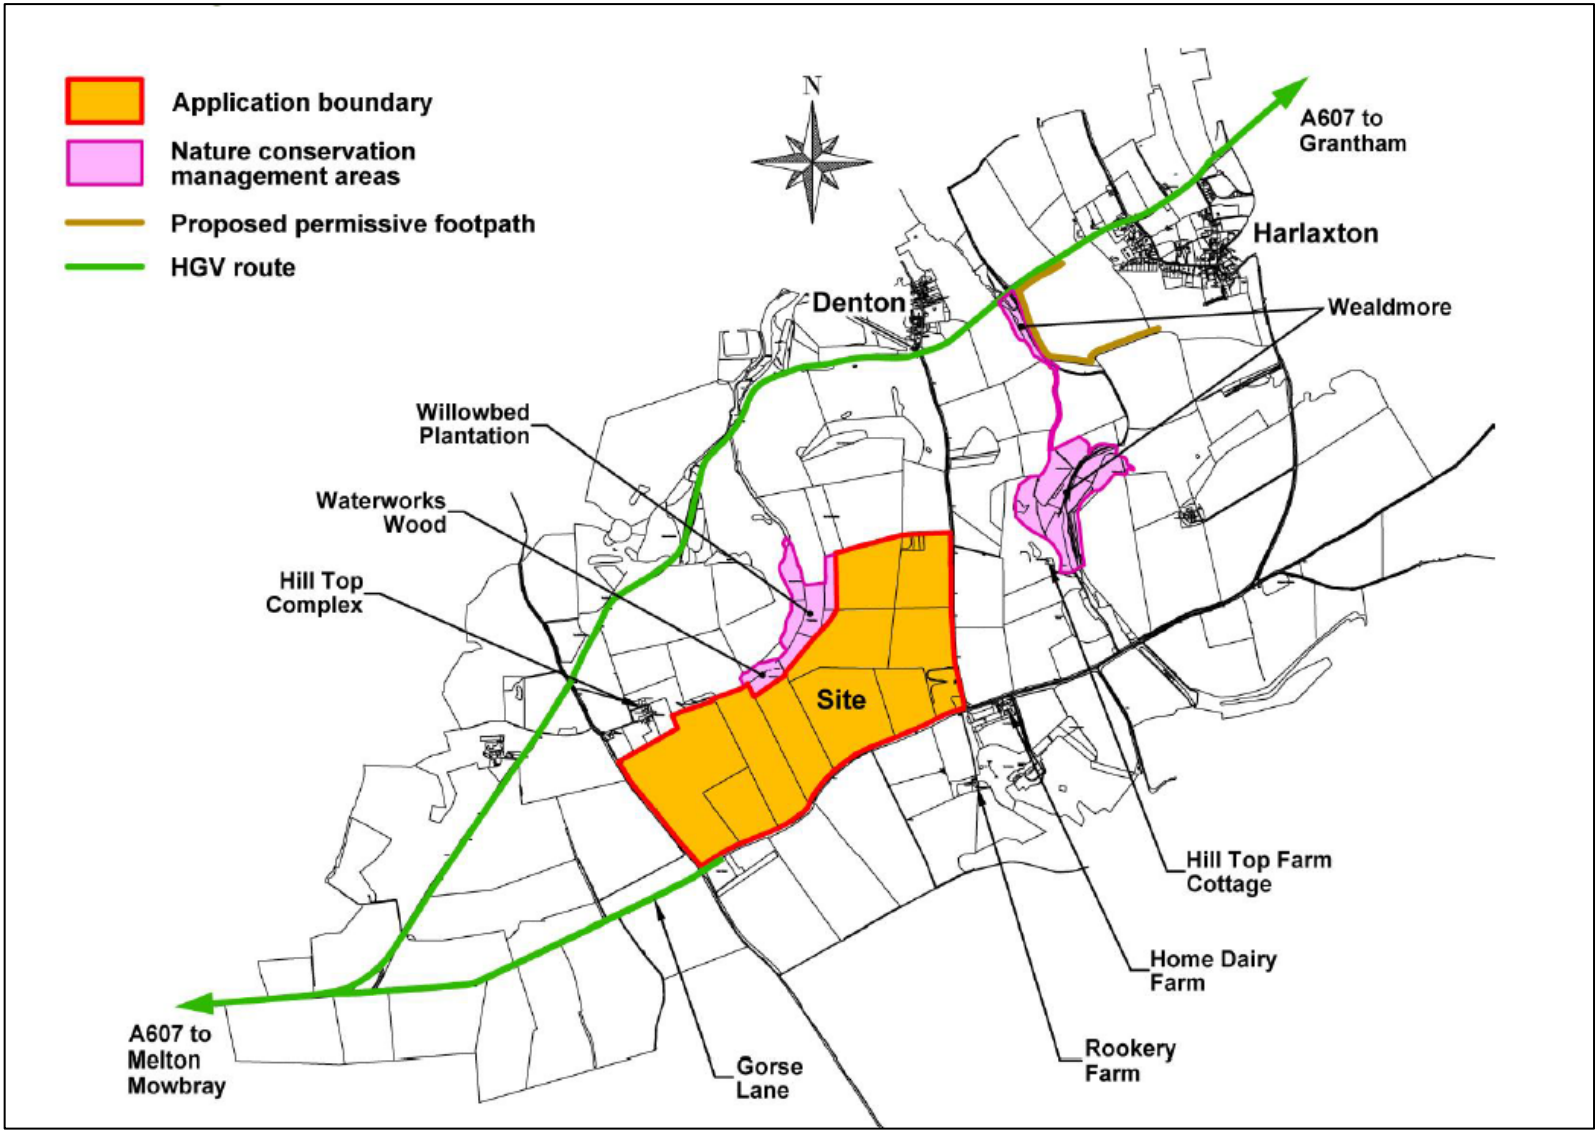 Application boundary
Nature conservation
management areas
Proposed permissive footpath
HGV route
N
A607 to
Grantham
Harlaxton
Denton
Wealdmore
Willowbed
Plantation
Waterworks
Wood
Hill Top
Complex
Site
Hill Top Farm
Cottage
Home Dairy
Farm
Rookery
Farm
Gorse
Lane
A607 to
Melton
Mowbray